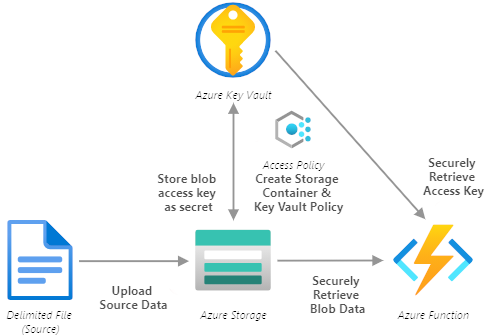 Azure Key Vault
Access Policy
Create Storage
Container &
Key Vault Policy
Store blob
access key
as secret
Securely
Retrieve
Access Key
Upload
Source Data
Securely
Retrieve
Blob Data
Delimited File
(Source)
Azure Storage
Azure Function